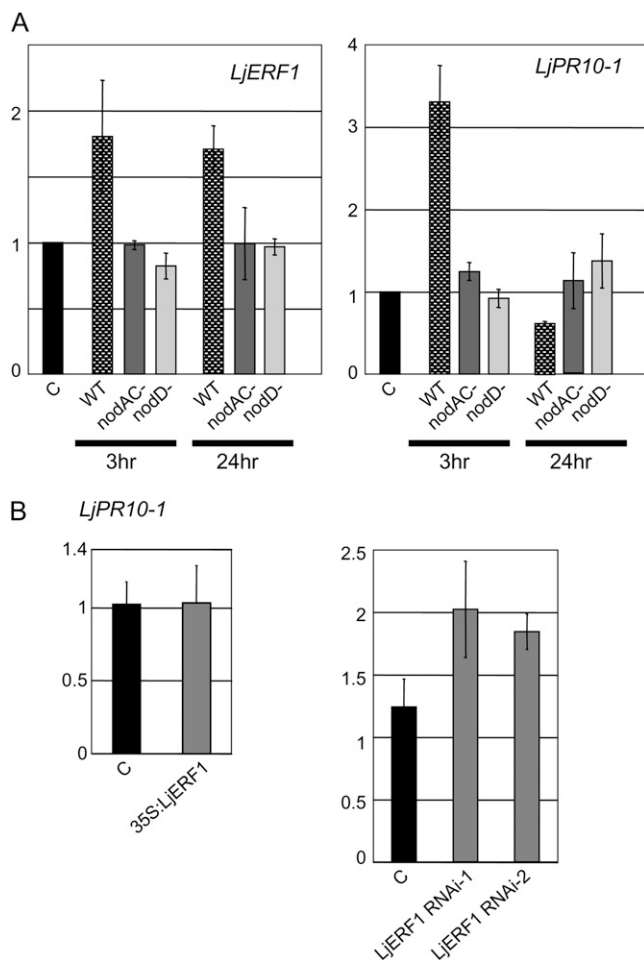 A
LjERF1
2
1
0
C
WT
nodAC-
nodD-
WT
nodAC-
nodD-
3hr
24hr
LjPR10-1
4
3
2
1
0
C
WT
nodAC-
nodD-
WT
nodAC-
nodD-
3hr
24hr
B
LjPR10-1
1.4
1
0.5
0
C
35S:LjERF1
2.5
2
1.5
1
0.5
0
C
LjERF1 RNAi-1
LjERF1 RNAi-2